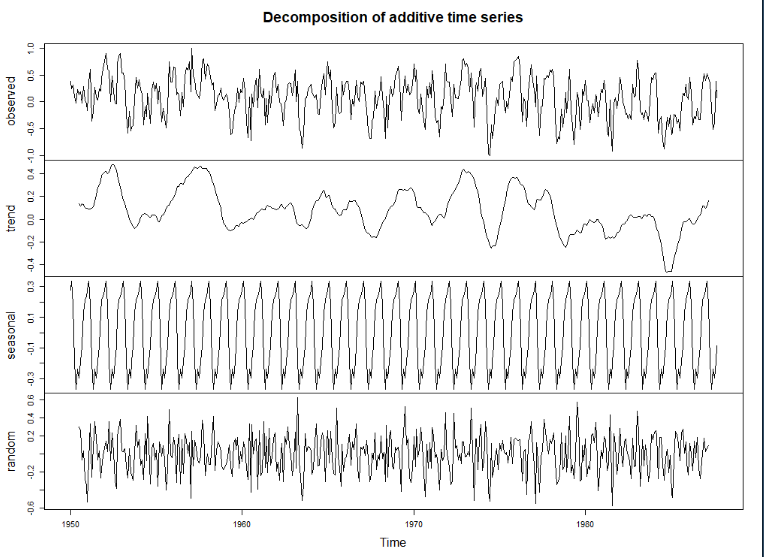 Decomposition of additive time series
observed
-1.0 -0.5 0.0 0.5 1.0
trend
-0.4 -0.2 0.0 0.2 0.4
seasonal
-0.3 -0.1 0.3
random
-0.6 -0.2 0.2 0.4 0.6
1950 1960 1970 1980
Time